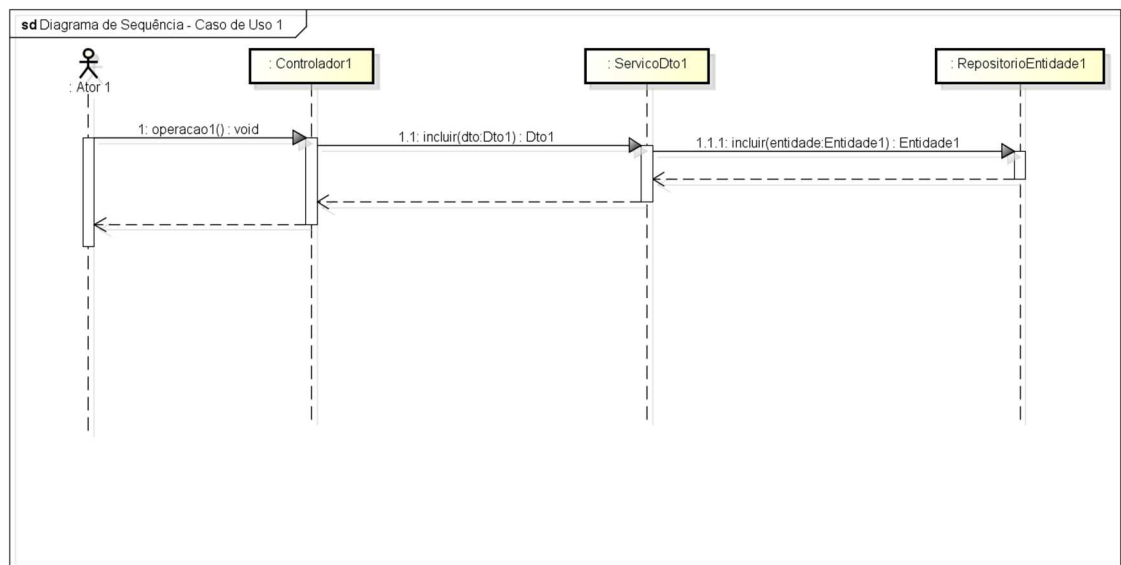 sd Diagrama de Sequência - Caso de Uso 1
: Ator 1
: Controlador1
: ServicoDto1
: RepositorioEntidade1
1: operacao1() : void
1.1: incluir(dto:Dto1) : Dto1
1.1.1: incluir(entidade:Entidade1) : Entidade1